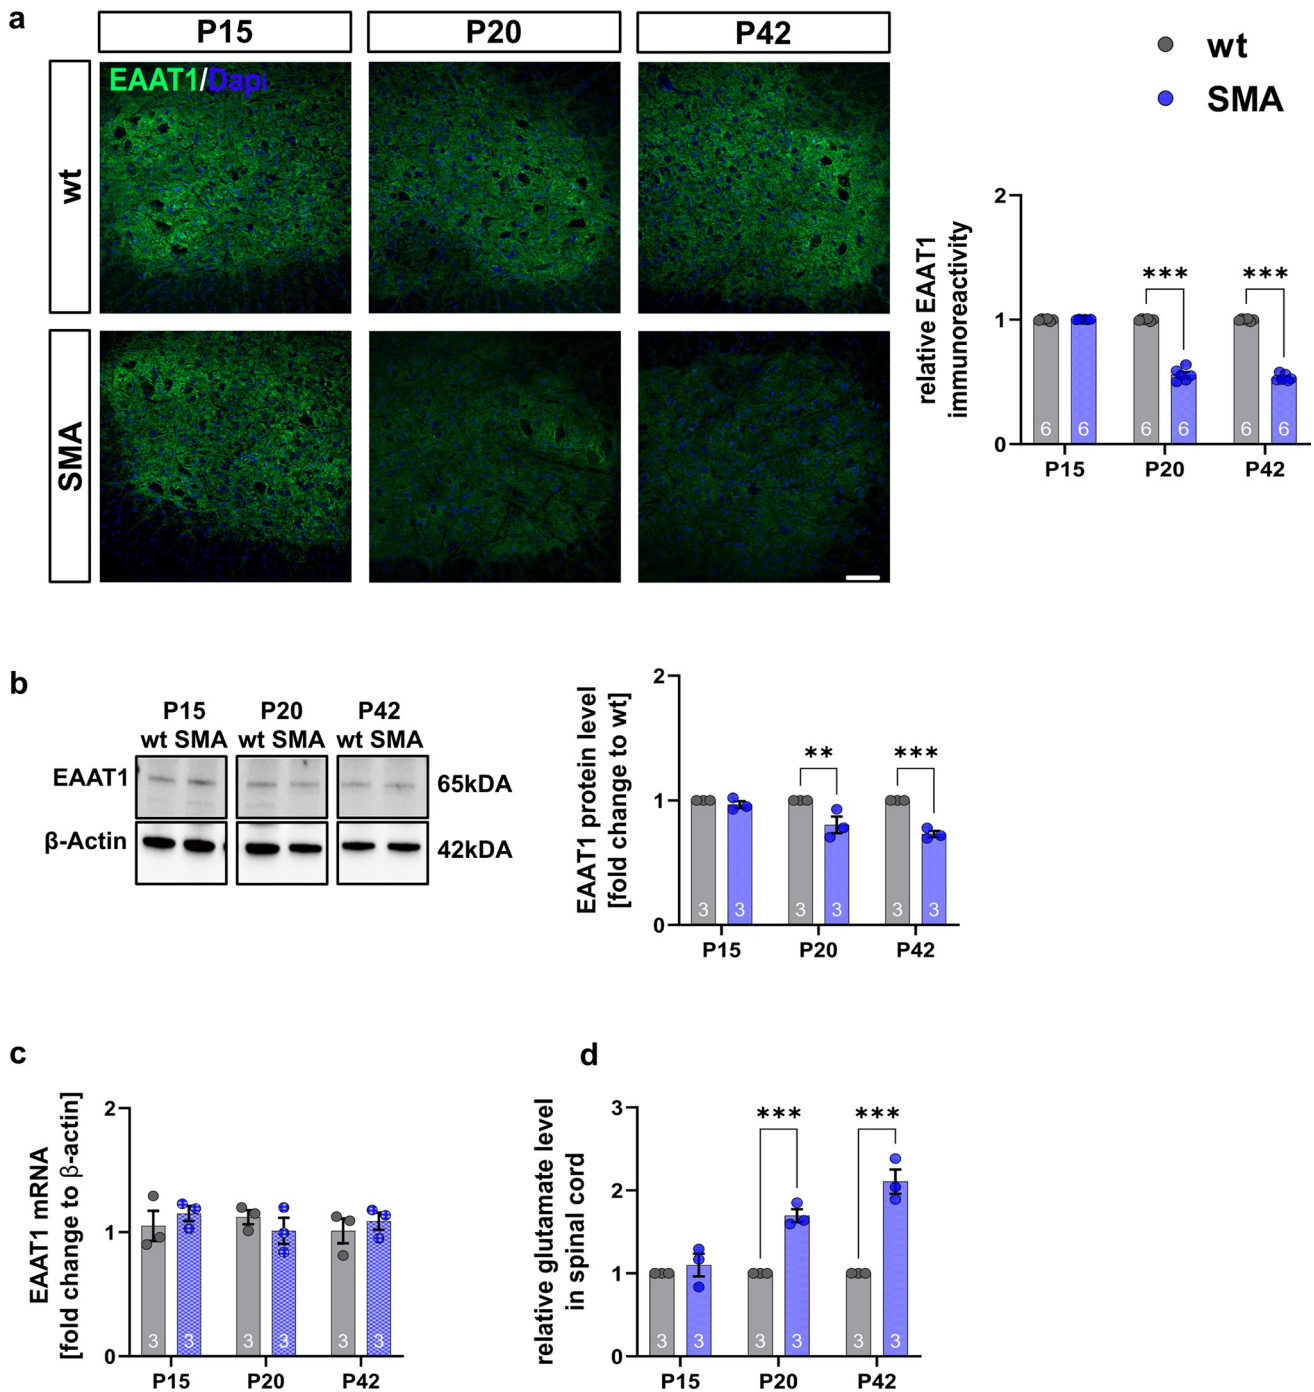 a
P15
P20
P42
wt
SMA
EAAT1/Dapi
wt
SMA
relative EAAT1
immunoreactivity
2
1
0
***
***
6 6 6 6 6 6
P15 P20 P42
b
P15 P20 P42
wt SMA wt SMA wt SMA
EAAT1
65kDA
β-Actin
42kDA
EAAT1 protein level
[fold change to wt]
2
1
0
**
***
3 3 3 3 3 3
P15 P20 P42
c
EAAT1 mRNA
[fold change to β-actin]
2
1
0
3 3 3 3 3 3
P15 P20 P42
d
relative glutamate level
in spinal cord
3
2
1
0
***
***
3 3 3 3 3 3
P15 P20 P42